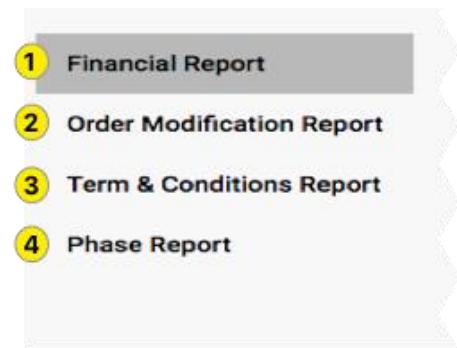 1 Financial Report
2 Order Modification Report
3 Term & Conditions Report
4 Phase Report